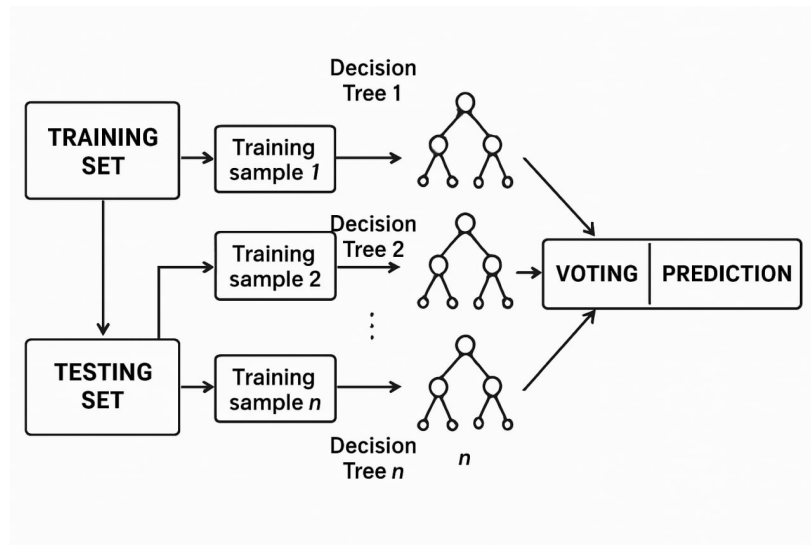 Decision
Tree 1
TRAINING
SET
Training
sample 1
Decision
Tree 2
Training
sample 2
VOTING
PREDICTION
⋮
TESTING
SET
Training
sample n
Decision
Tree n
n